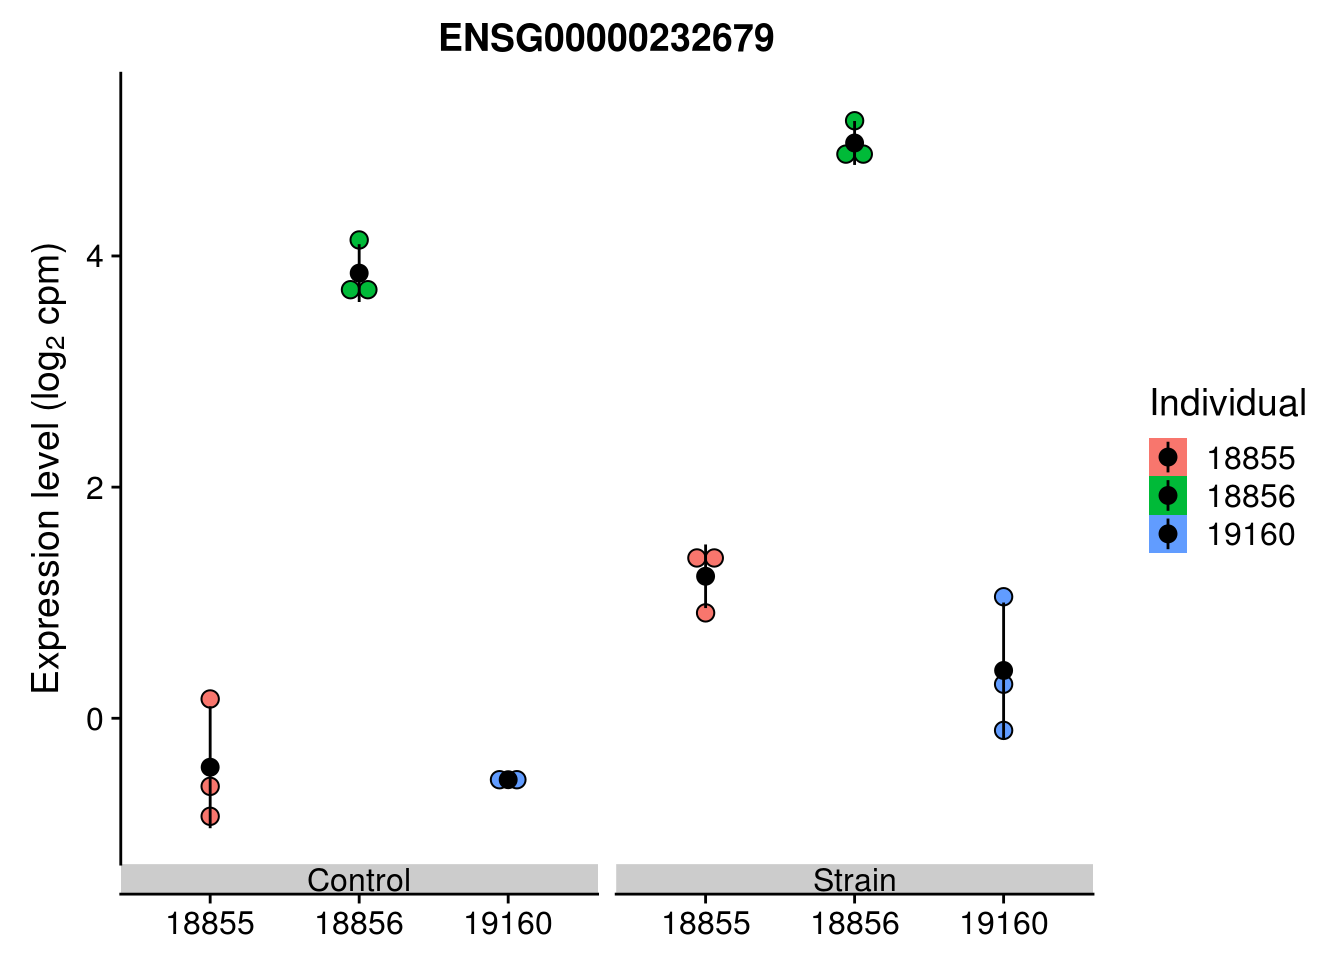 ENSG00000232679
Expression level (log₂ cpm)
4
2
0
Control
Strain
18855 18856 19160
18855 18856 19160
Individual
18855
18856
19160